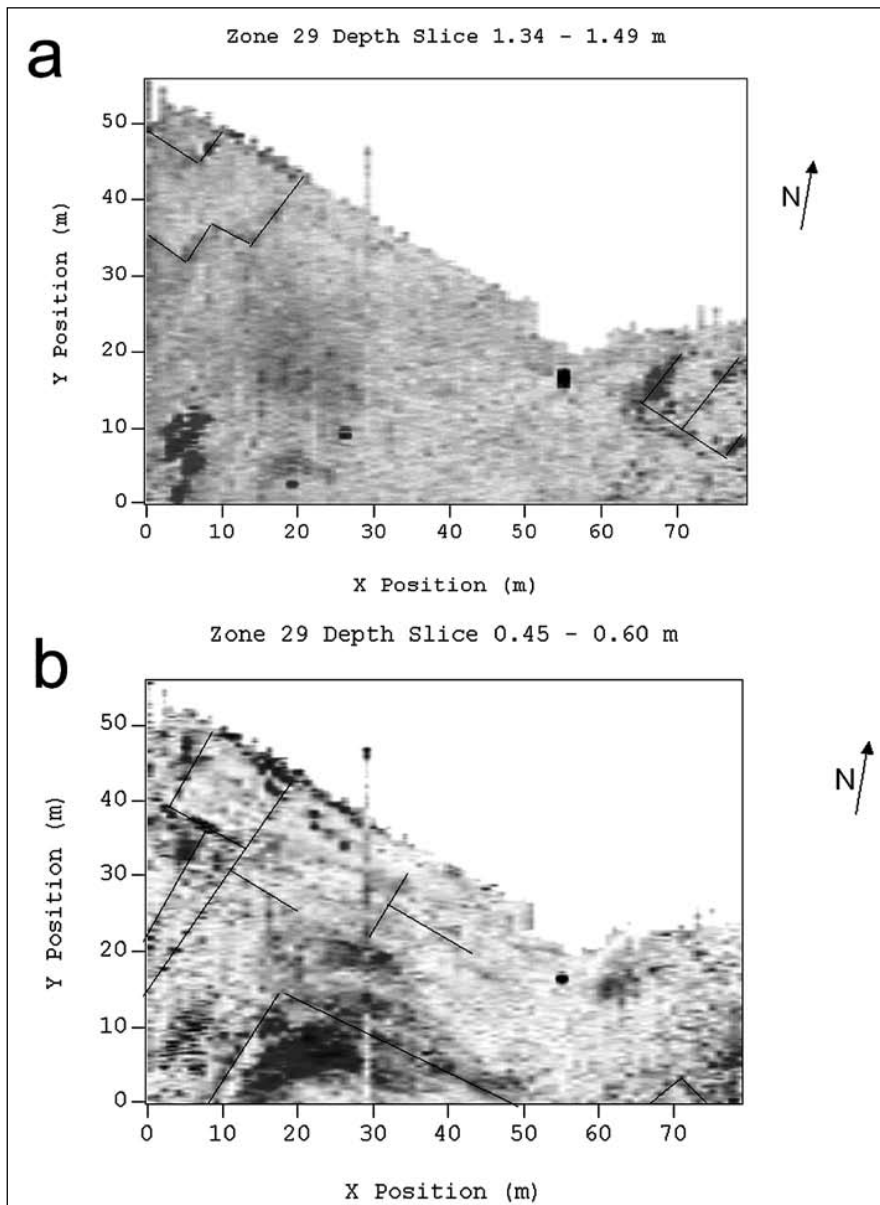 a
Zone 29 Depth Slice 1.34 - 1.49 m
50
40
30
20
10
0
Y Position (m)
0 10 20 30 40 50 60 70
X Position (m)
N
b
Zone 29 Depth Slice 0.45 - 0.60 m
50
40
30
20
10
0
Y Position (m)
0 10 20 30 40 50 60 70
X Position (m)
N